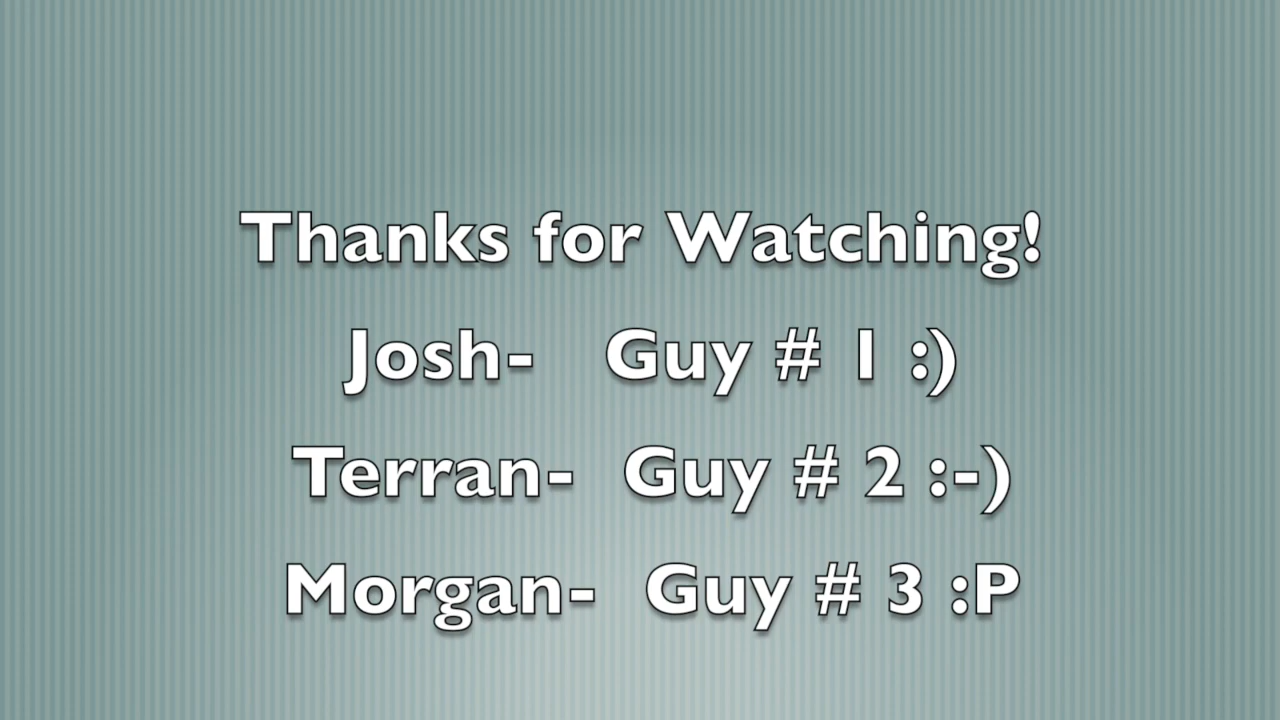 Thanks for Watching!
Josh- Guy # 1 :)
Terran- Guy # 2 :-)
Morgan- Guy # 3 :P